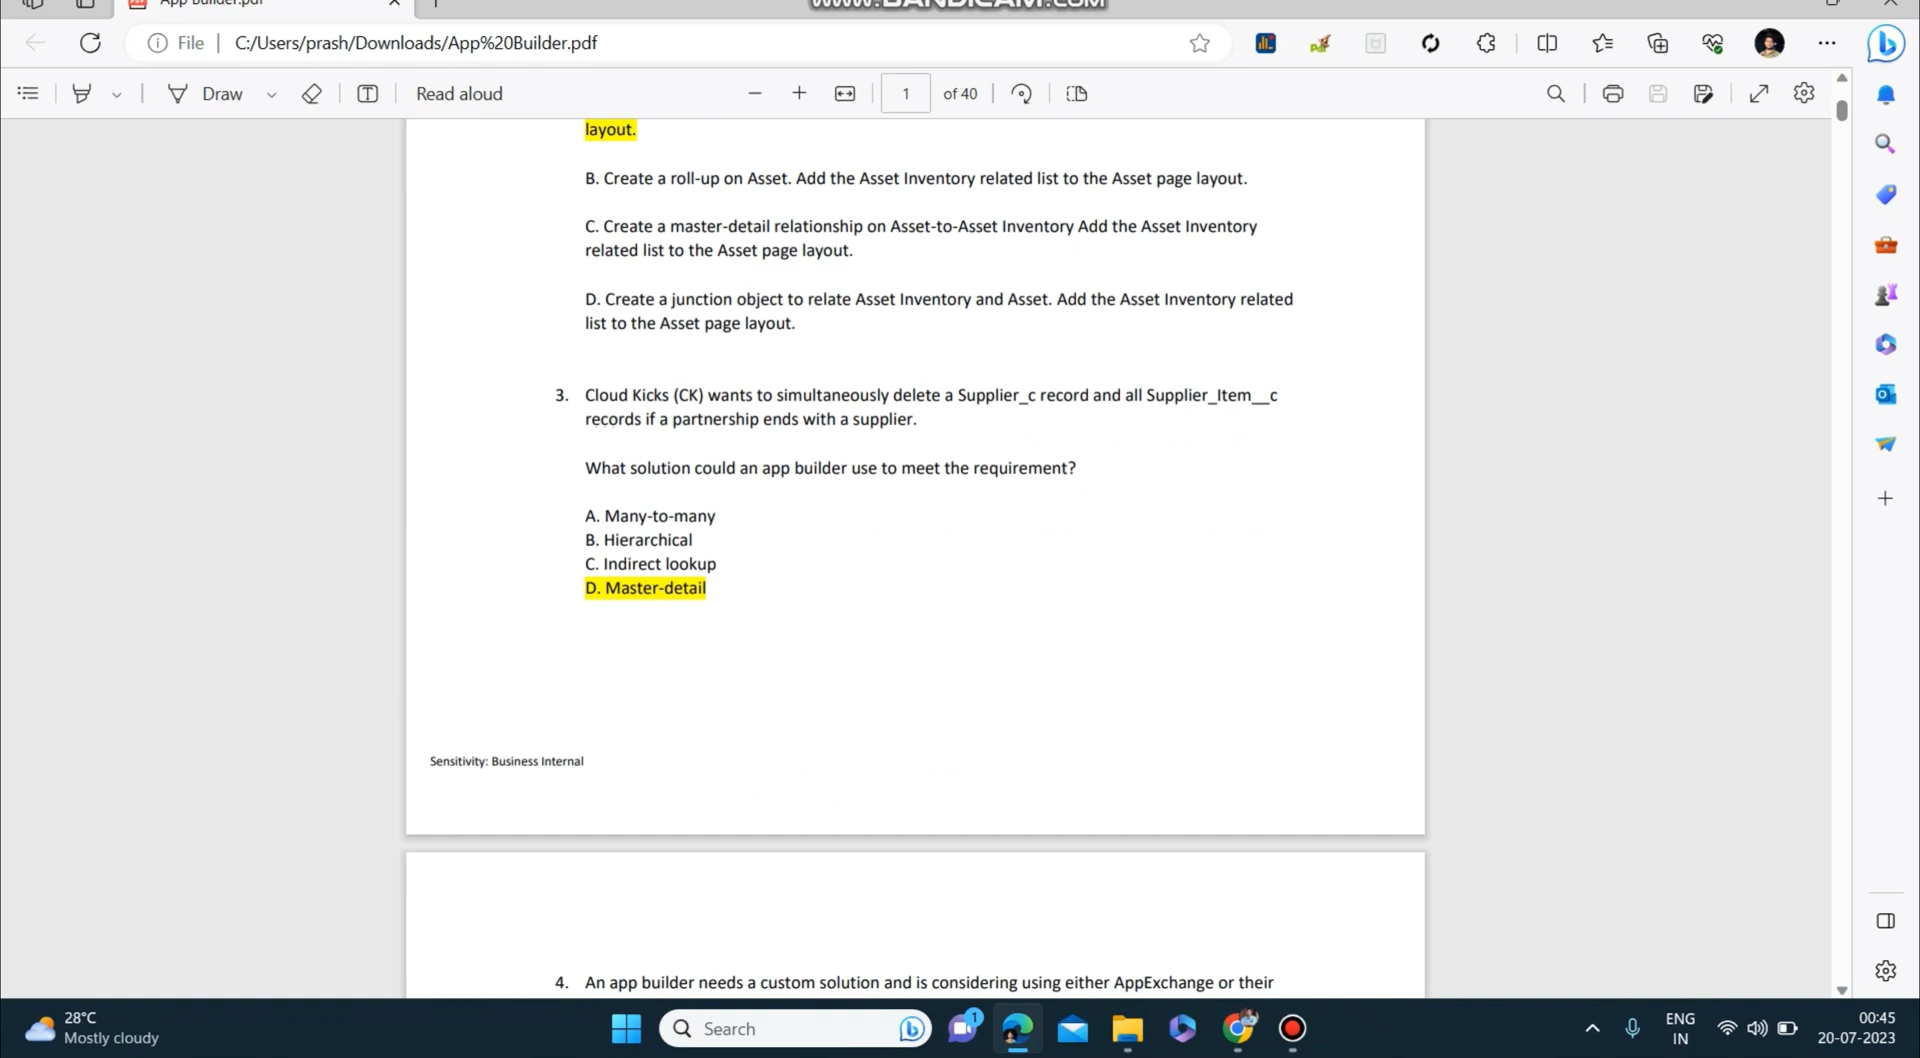 App Builder.pdf
www.BANDICAM.com
File
C:/Users/prash/Downloads/App%20Builder.pdf
Draw
Read aloud
1
of 40
layout.
B. Create a roll-up on Asset. Add the Asset Inventory related list to the Asset page layout.
C. Create a master-detail relationship on Asset-to-Asset Inventory Add the Asset Inventory
related list to the Asset page layout.
D. Create a junction object to relate Asset Inventory and Asset. Add the Asset Inventory related
list to the Asset page layout.
3. Cloud Kicks (CK) wants to simultaneously delete a Supplier_c record and all Supplier_Item__c
records if a partnership ends with a supplier.
What solution could an app builder use to meet the requirement?
A. Many-to-many
B. Hierarchical
C. Indirect lookup
D. Master-detail
Sensitivity: Business Internal
4. An app builder needs a custom solution and is considering using either AppExchange or their
28°C
Mostly cloudy
Search
1
ENG
IN
00:45
20-07-2023